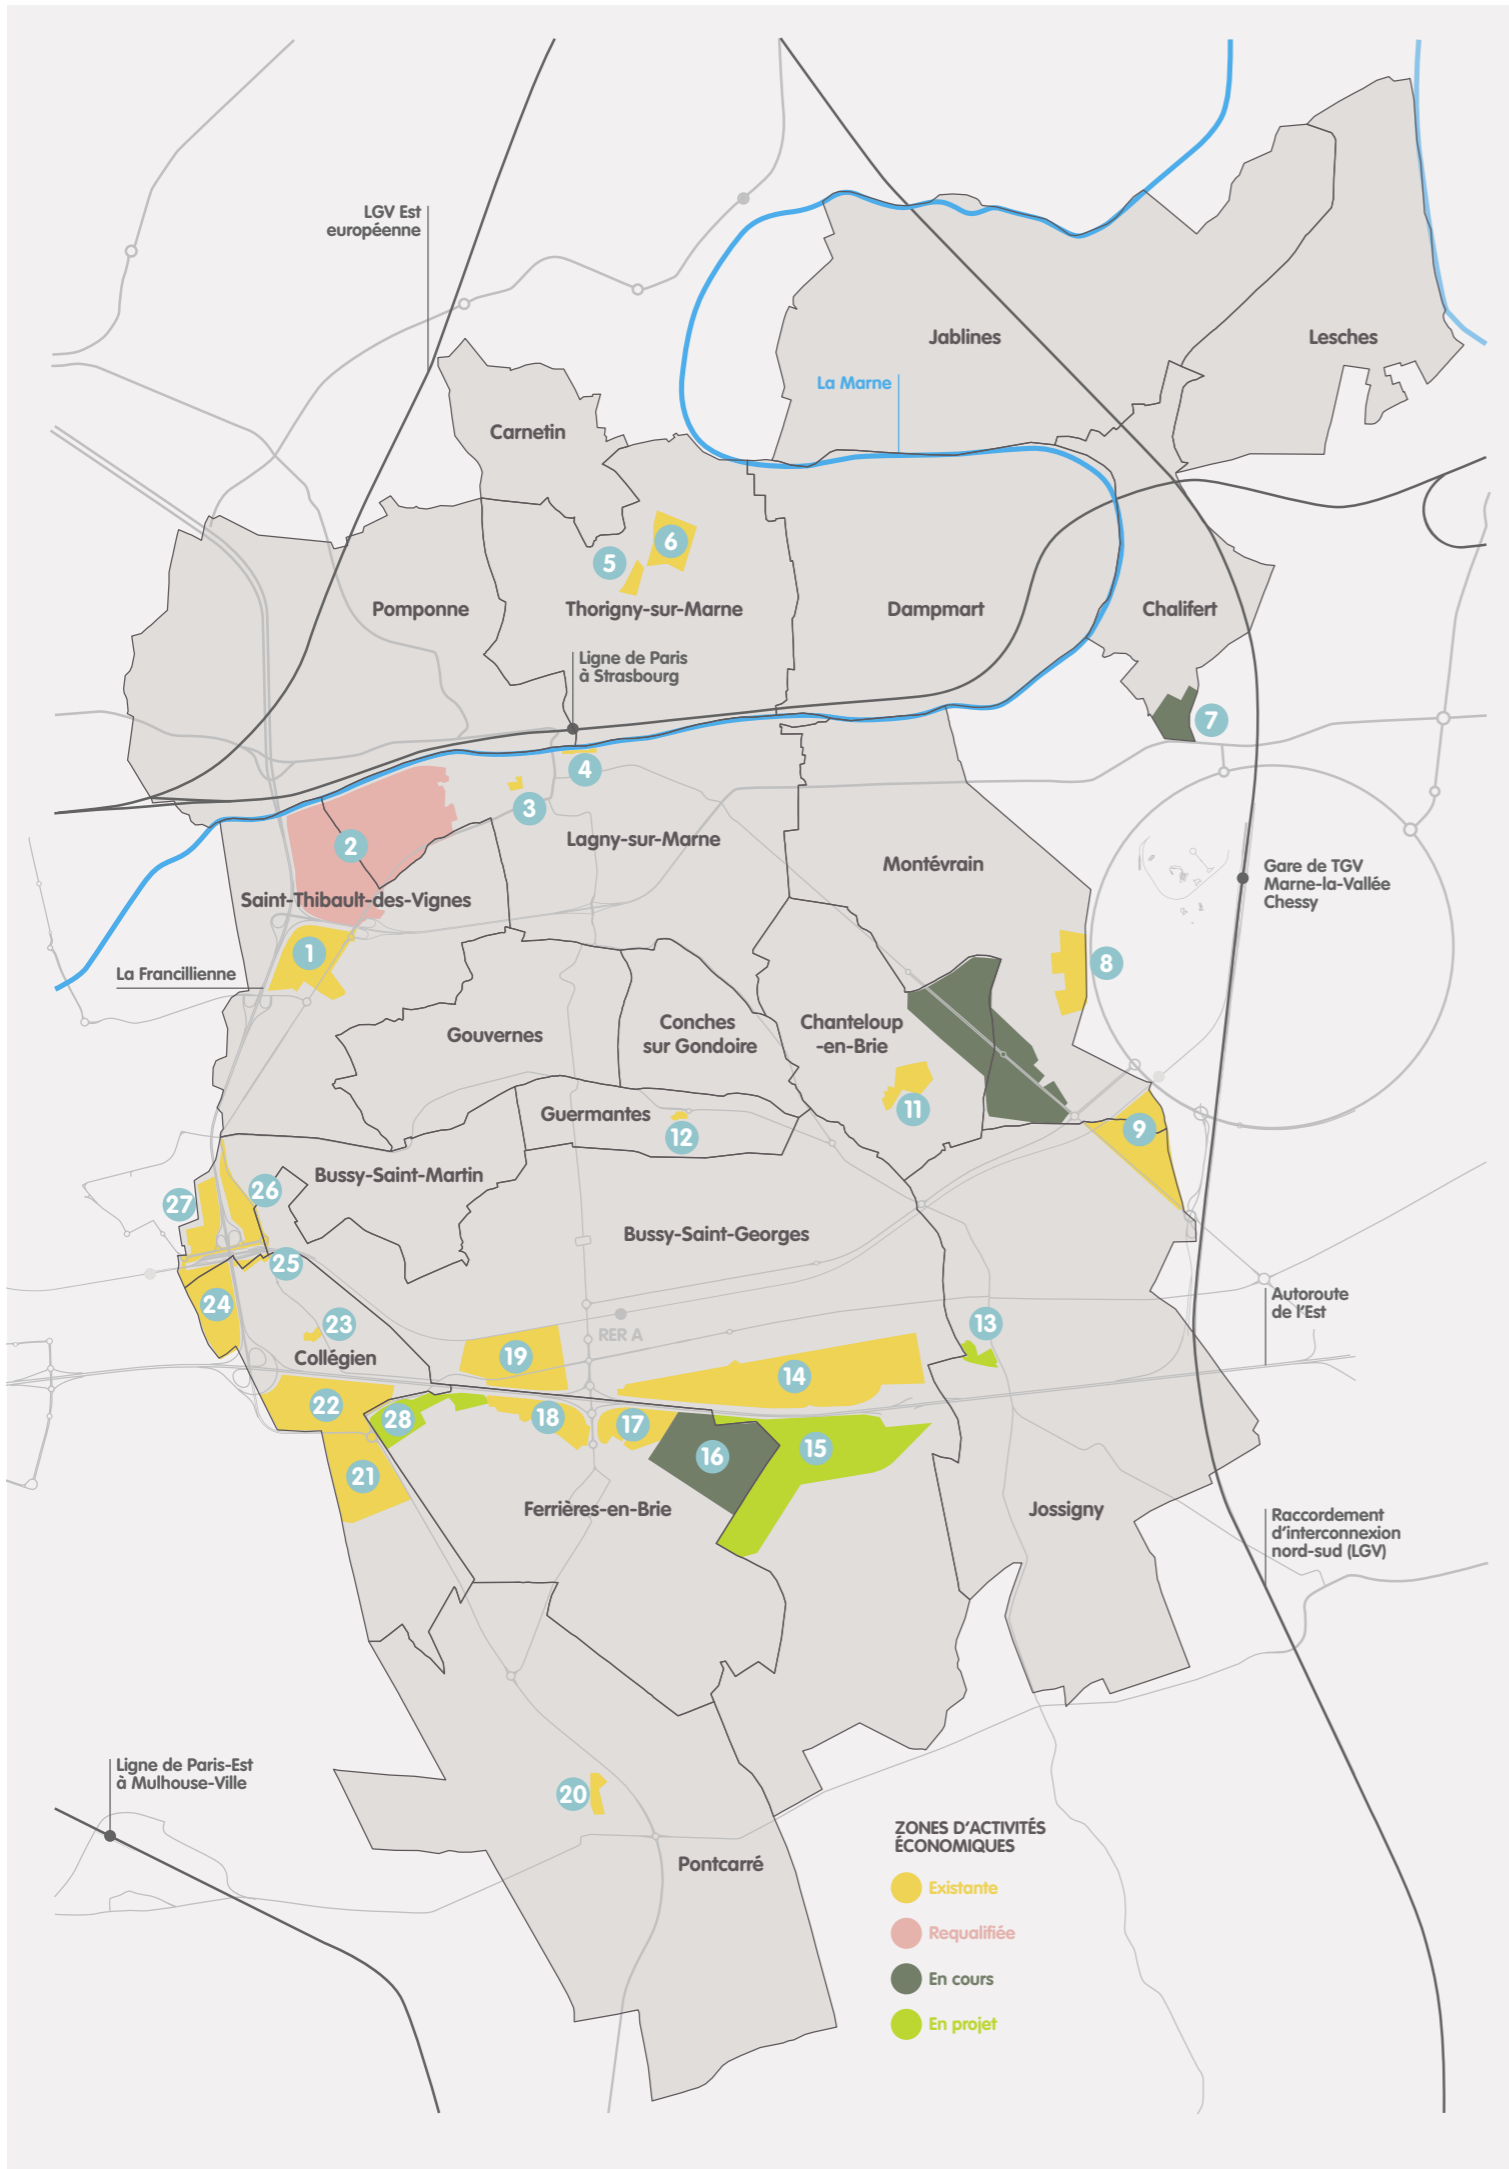 LGV Est
européenne
Jablines
Lesches
La Marne
Carnetin
6
5
Pomponne
Thorigny-sur-Marne
Dampmart
Chalifert
Ligne de Paris
à Strasbourg
7
4
3
2
Lagny-sur-Marne
Montévrain
Gare de TGV
Marne-la-Vallée
Chessy
Saint-Thibault-des-Vignes
1
La Francillienne
8
Gouvernes
Conches
sur Gondoire
Chanteloup
-en-Brie
11
Guermantes
12
9
Bussy-Saint-Martin
26
27
Bussy-Saint-Georges
25
24
23
Collégien
RER A
13
Autoroute
de l'Est
19
14
22
28
18
17
16
15
21
Ferrières-en-Brie
Jossigny
Raccordement
d'interconnexion
nord-sud (LGV)
Ligne de Paris-Est
à Mulhouse-Ville
20
Pontcarré
ZONES D'ACTIVITÉS
ÉCONOMIQUES
Existante
Requalifiée
En cours
En projet